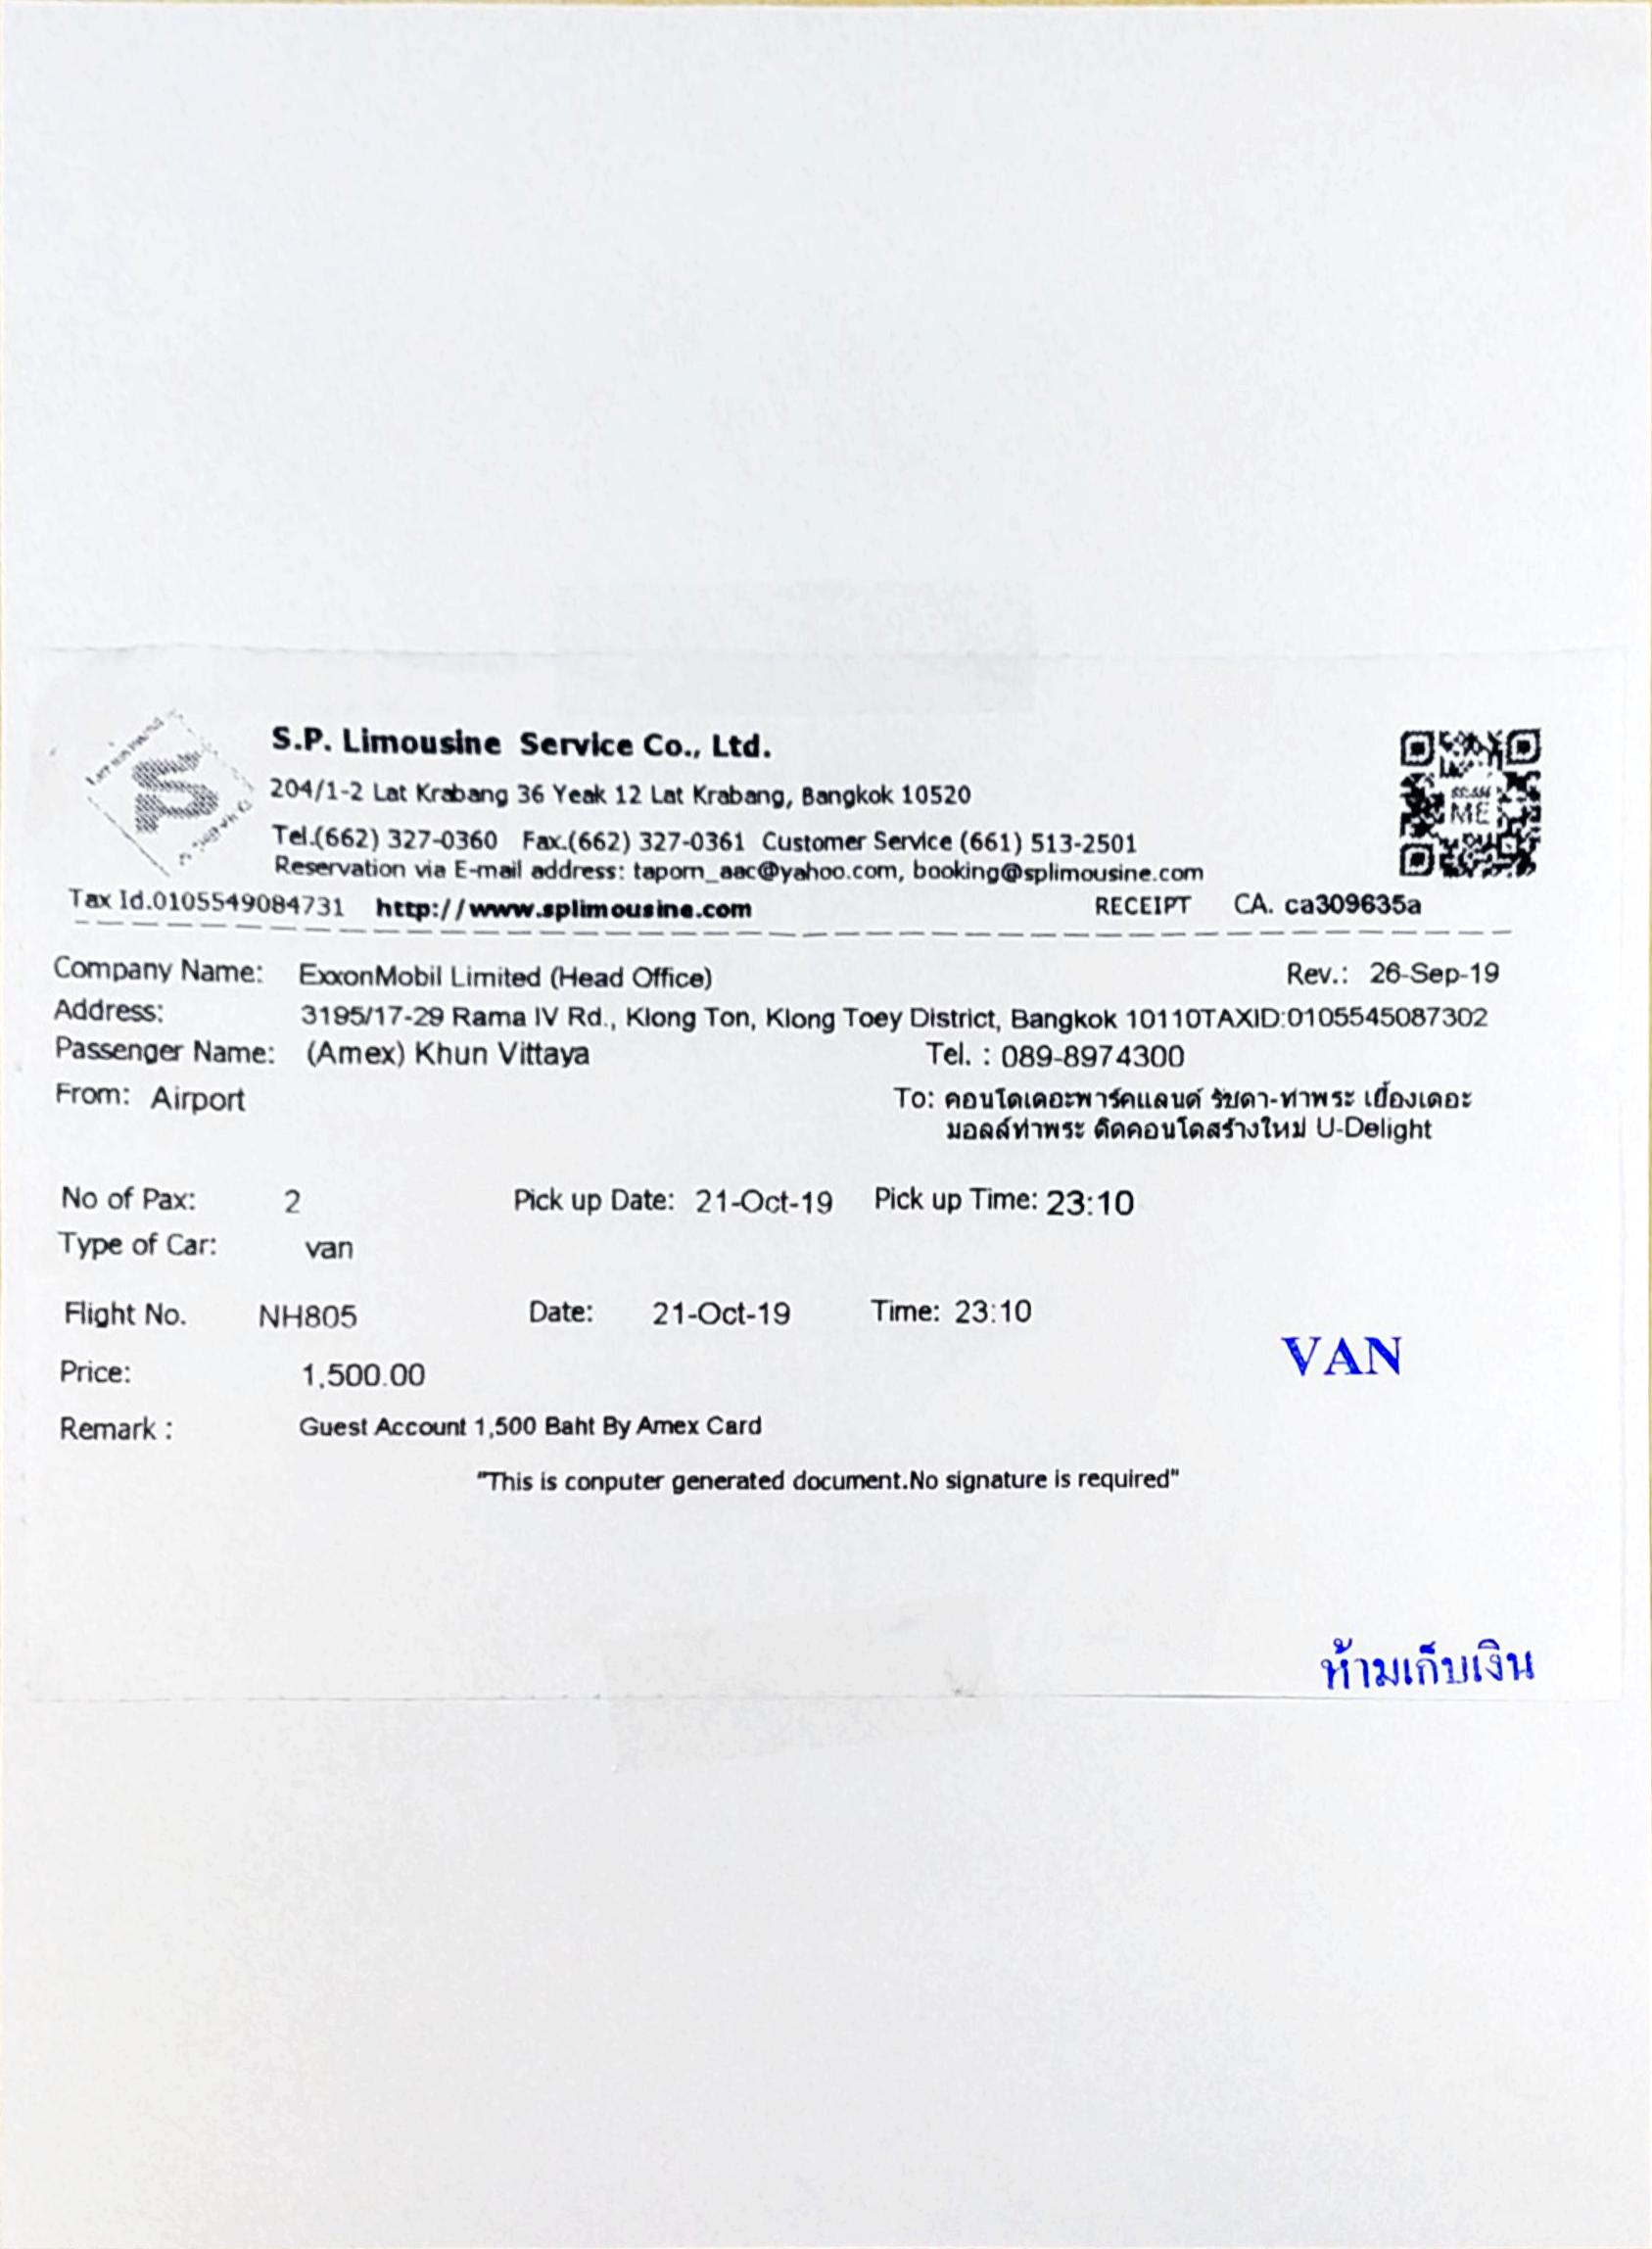 S.P. Limousine Service Co., Ltd.
204/1-2 Lat Krabang 36 Yeak 12 Lat Krabang, Bangkok 10520
Tel.(662) 327-0360 Fax.(662) 327-0361 Customer Service (661) 513-2501
Reservation via E-mail address: taporn_aac@yahoo.com, booking@splimousine.com
Tax Id.0105549084731 http://www.splimousine.com RECEIPT CA. ca309635a
SCAN
ME
Company Name: ExxonMobil Limited (Head Office) Rev.: 26-Sep-19
Address: 3195/17-29 Rama IV Rd., Klong Ton, Klong Toey District, Bangkok 10110TAXID:0105545087302
Passenger Name: (Amex) Khun Vittaya Tel. : 089-8974300
From: Airport To: คอนโดเดอะพาร์คแลนด์ รัชดา-ท่าพระ เยื้องเดอะ
มอลล์ท่าพระ ติดคอนโดสร้างใหม่ U-Delight
No of Pax: 2 Pick up Date: 21-Oct-19 Pick up Time: 23:10
Type of Car: van
Flight No. NH805 Date: 21-Oct-19 Time: 23:10
VAN
Price: 1,500.00
Remark : Guest Account 1,500 Baht By Amex Card
"This is conputer generated document.No signature is required"
ห้ามเก็บเงิน